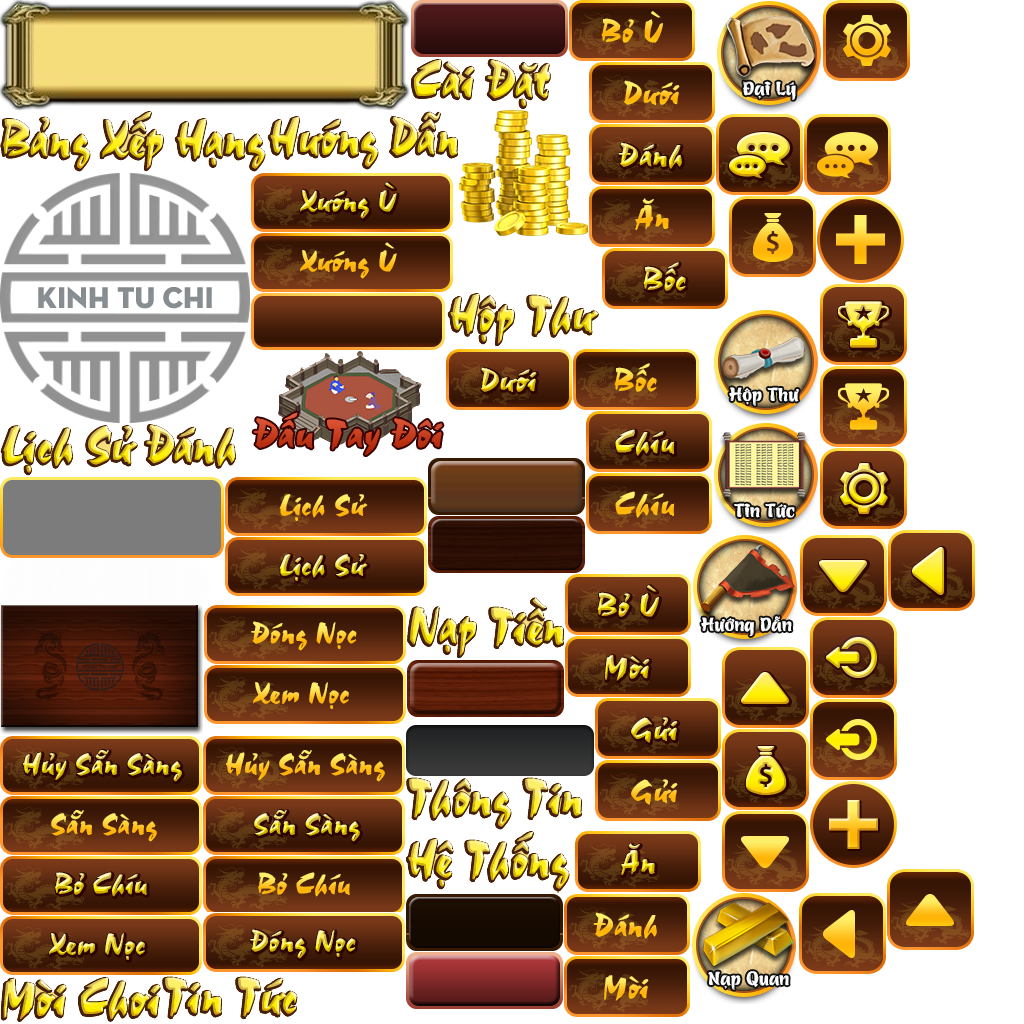 Bỏ Ù
Cài Đặt
Đại Lý
Dưới
Bảng Xếp Hạng
Hướng Dẫn
Đánh
Xướng Ù
Ăn
Xướng Ù
Bốc
KINH TU CHI
Hộp Thư
Dưới
Bốc
Hộp Thư
Đấu Tay Đôi
Lịch Sử Đánh
Chíu
Lịch Sử
Chíu
Tin Tức
Lịch Sử
Bỏ Ù
Nạp Tiền
Hướng Dẫn
Đóng Nọc
Mời
Xem Nọc
Gửi
Hủy Sẵn Sàng
Hủy Sẵn Sàng
Gửi
Thông Tin
Sẵn Sàng
Sẵn Sàng
Hệ Thống
Ăn
Bỏ Chíu
Bỏ Chíu
Đánh
Xem Nọc
Đóng Nọc
Nạp Quan
Mời
Mời Chơi
Tin Tức